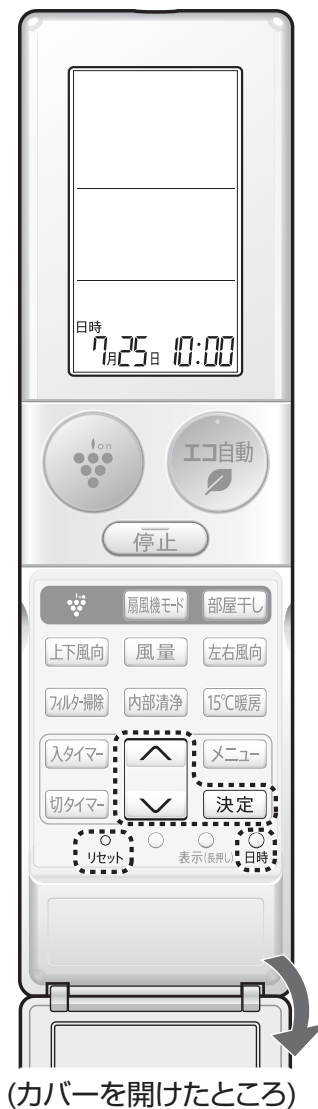 日時
7月25日 10:00
ion
エコ自動
停止
扇風機モード 部屋干し
上下風向 風量 左右風向
フィルター掃除 内部清浄 15℃暖房
入タイマー メニュー
切タイマー 決定
リセット 表示(長押し) 日時
(カバーを開けたところ)